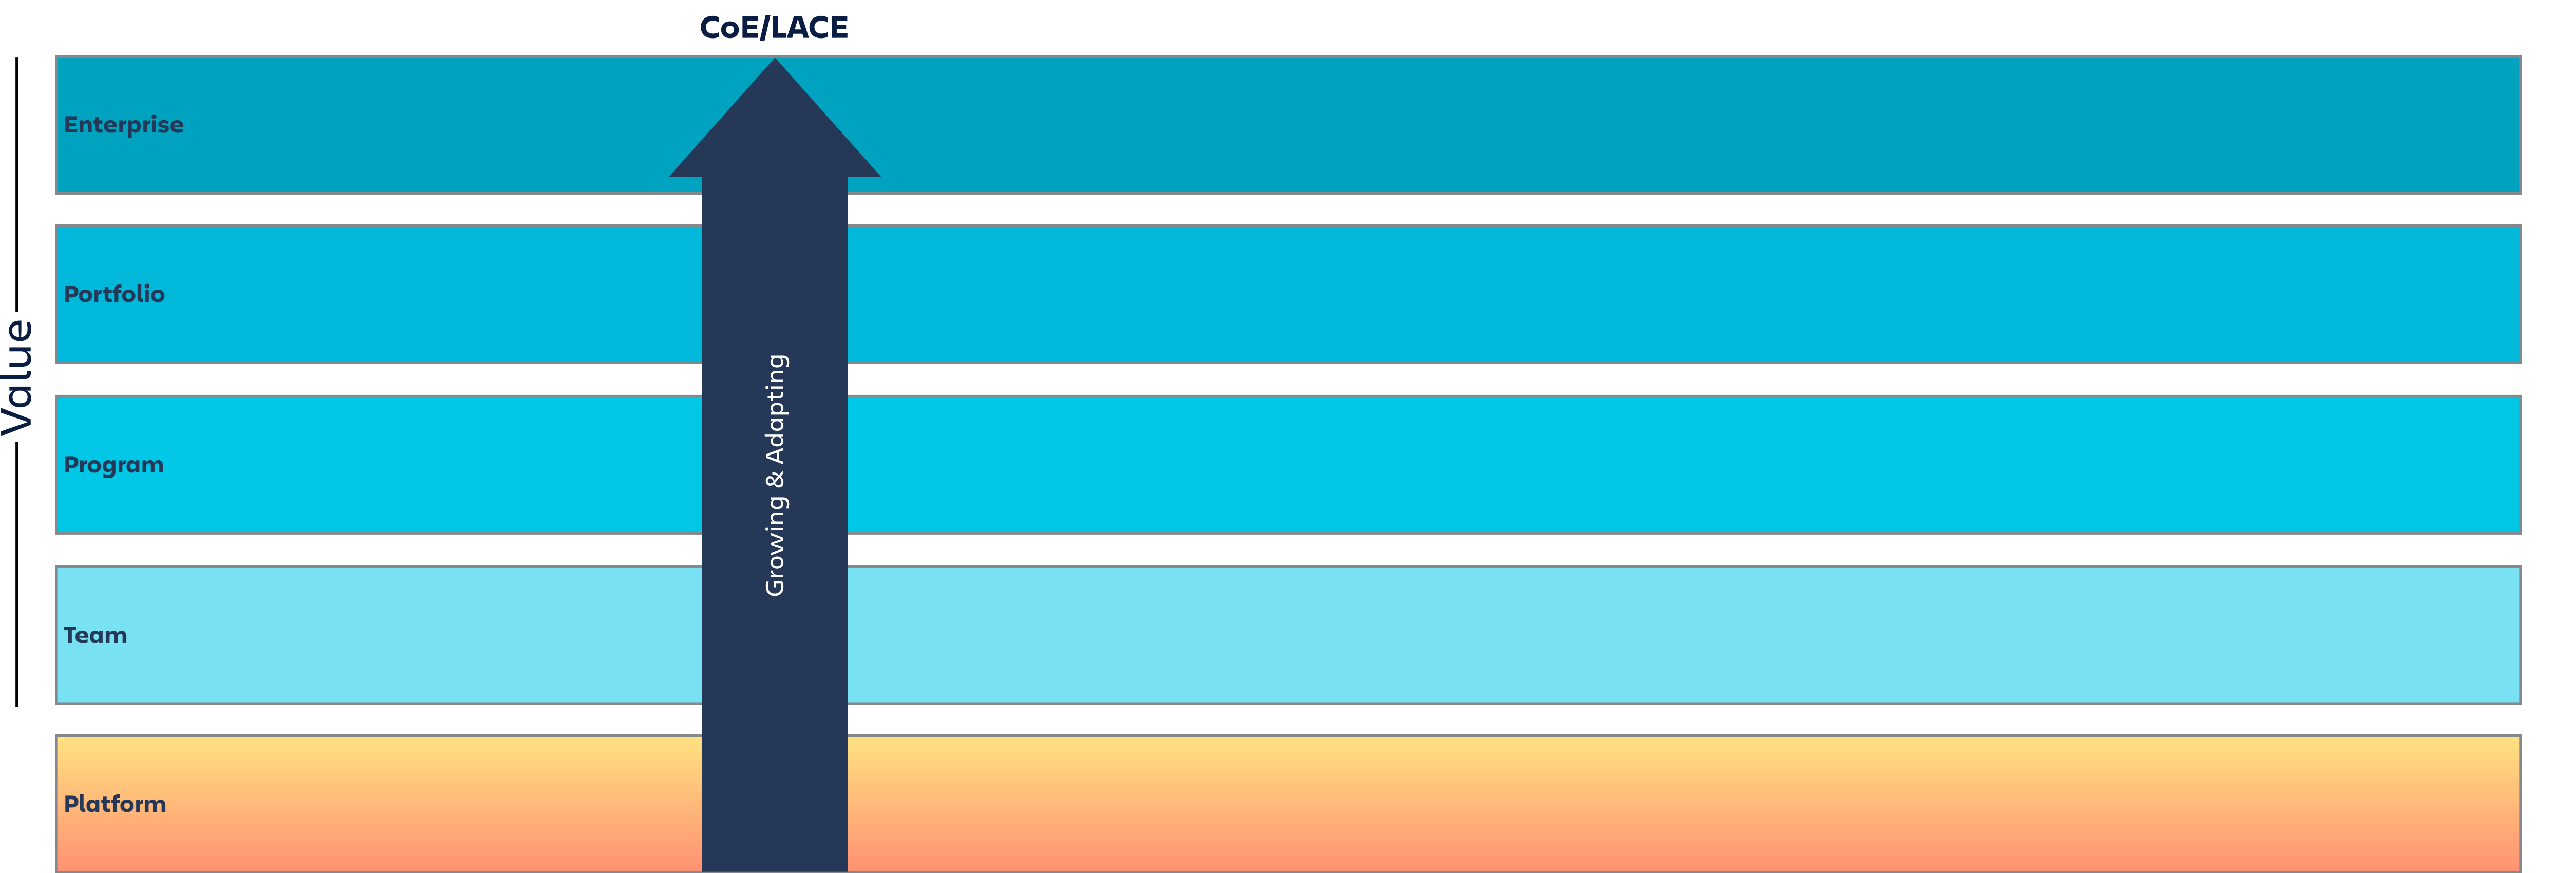 CoE/LACE
Enterprise
Portfolio
Value
Growing & Adapting
Program
Team
Platform